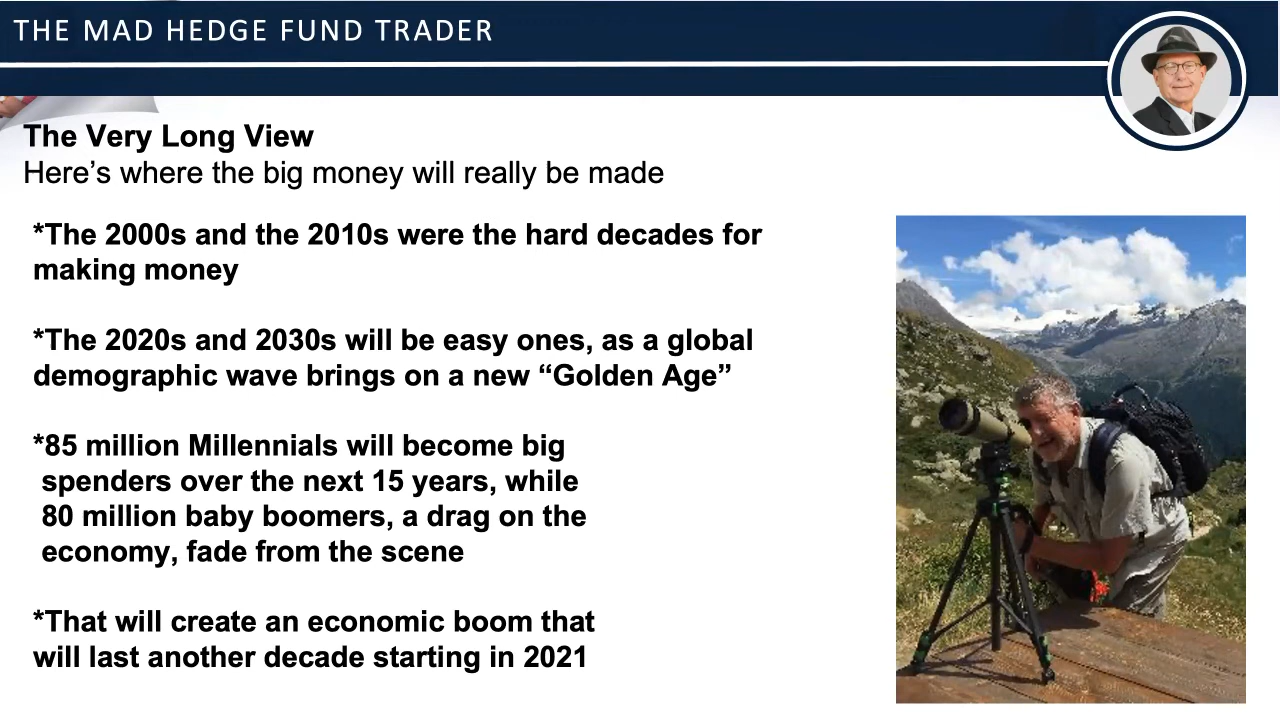 THE MAD HEDGE FUND TRADER
The Very Long View
Here’s where the big money will really be made
*The 2000s and the 2010s were the hard decades for
making money
*The 2020s and 2030s will be easy ones, as a global
demographic wave brings on a new “Golden Age”
*85 million Millennials will become big
spenders over the next 15 years, while
80 million baby boomers, a drag on the
economy, fade from the scene
*That will create an economic boom that
will last another decade starting in 2021